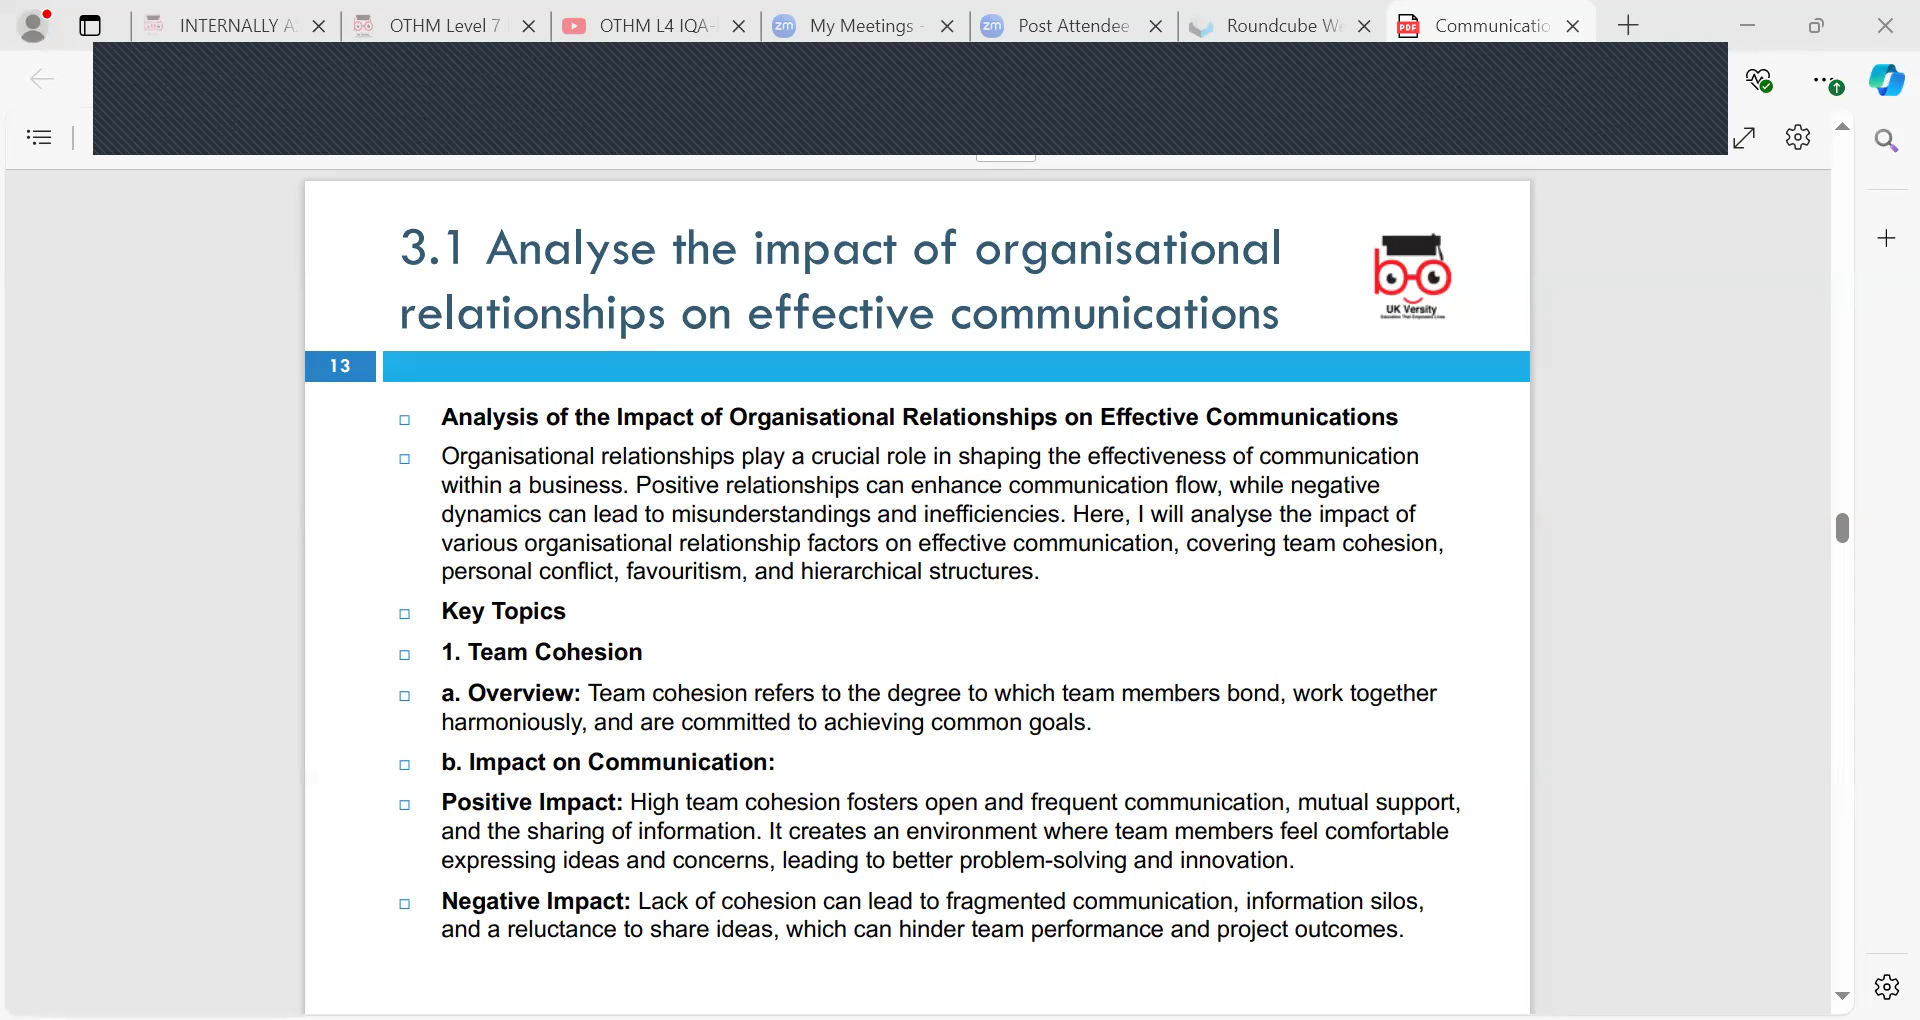 INTERNALLY A
OTHM Level 7
OTHM L4 IQA-
zm My Meetings -
zm Post Attendee
Roundcube We
PDF Communicatio
3.1 Analyse the impact of organisational
relationships on effective communications
UK Versity
13
Analysis of the Impact of Organisational Relationships on Effective Communications
Organisational relationships play a crucial role in shaping the effectiveness of communication
within a business. Positive relationships can enhance communication flow, while negative
dynamics can lead to misunderstandings and inefficiencies. Here, I will analyse the impact of
various organisational relationship factors on effective communication, covering team cohesion,
personal conflict, favouritism, and hierarchical structures.
Key Topics
1. Team Cohesion
a. Overview: Team cohesion refers to the degree to which team members bond, work together
harmoniously, and are committed to achieving common goals.
b. Impact on Communication:
Positive Impact: High team cohesion fosters open and frequent communication, mutual support,
and the sharing of information. It creates an environment where team members feel comfortable
expressing ideas and concerns, leading to better problem-solving and innovation.
Negative Impact: Lack of cohesion can lead to fragmented communication, information silos,
and a reluctance to share ideas, which can hinder team performance and project outcomes.